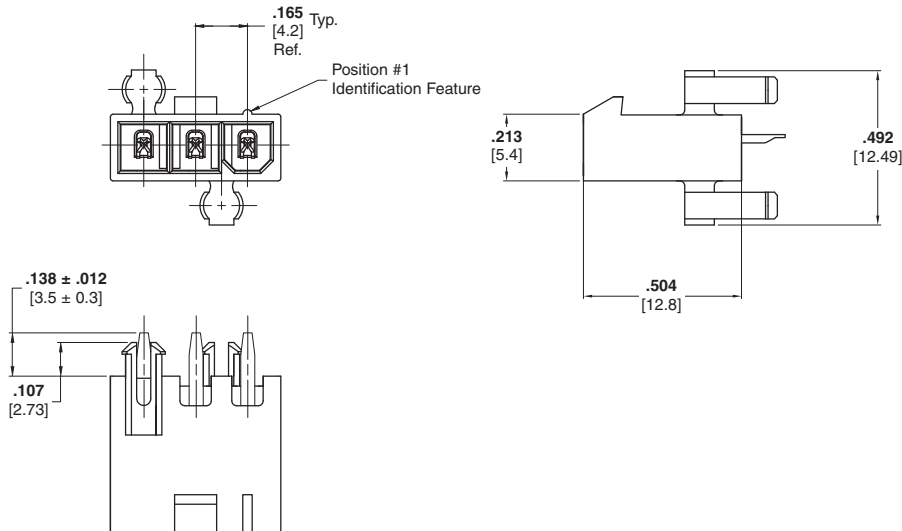 .165 Typ.
[4.2]
Ref.
Position #1
Identification Feature
.213
[5.4]
.492
[12.49]
.504
[12.8]
.138 ± .012
[3.5 ± 0.3]
.107
[2.73]